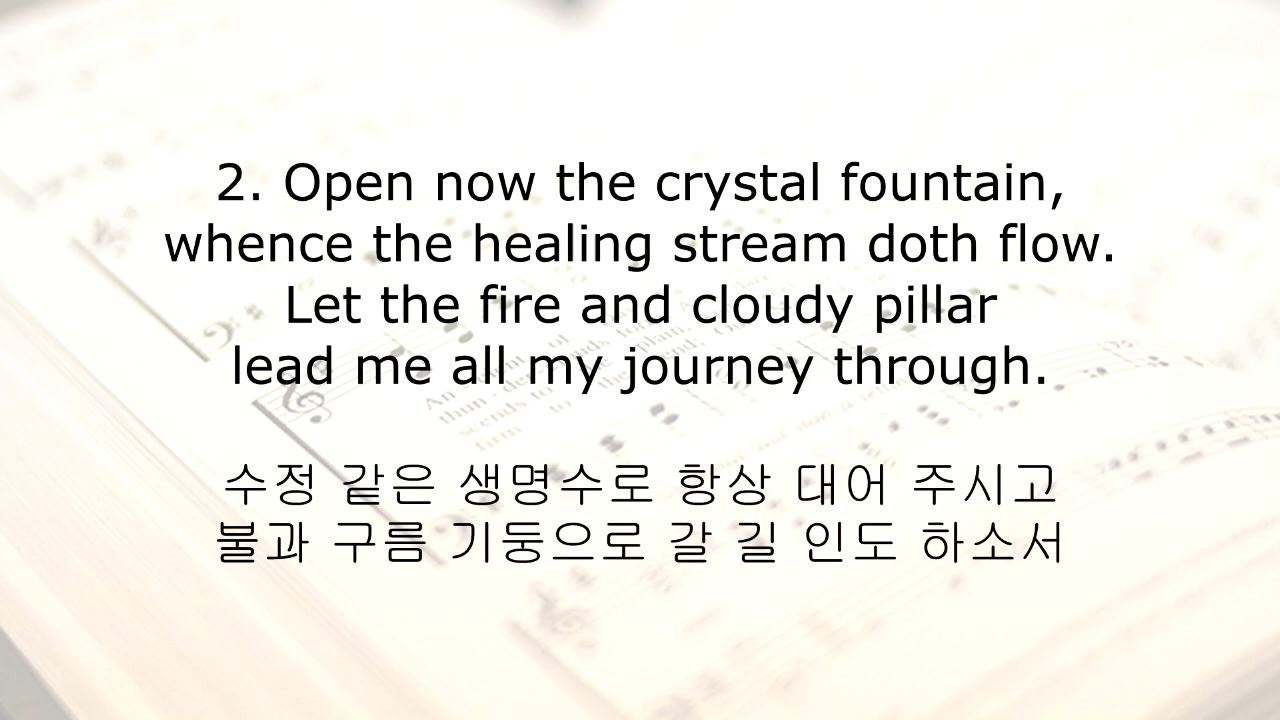 2. Open now the crystal fountain,
whence the healing stream doth flow.
Let the fire and cloudy pillar
lead me all my journey through.
수정 같은 생명수로 항상 대어 주시고
불과 구름 기둥으로 갈 길 인도 하소서